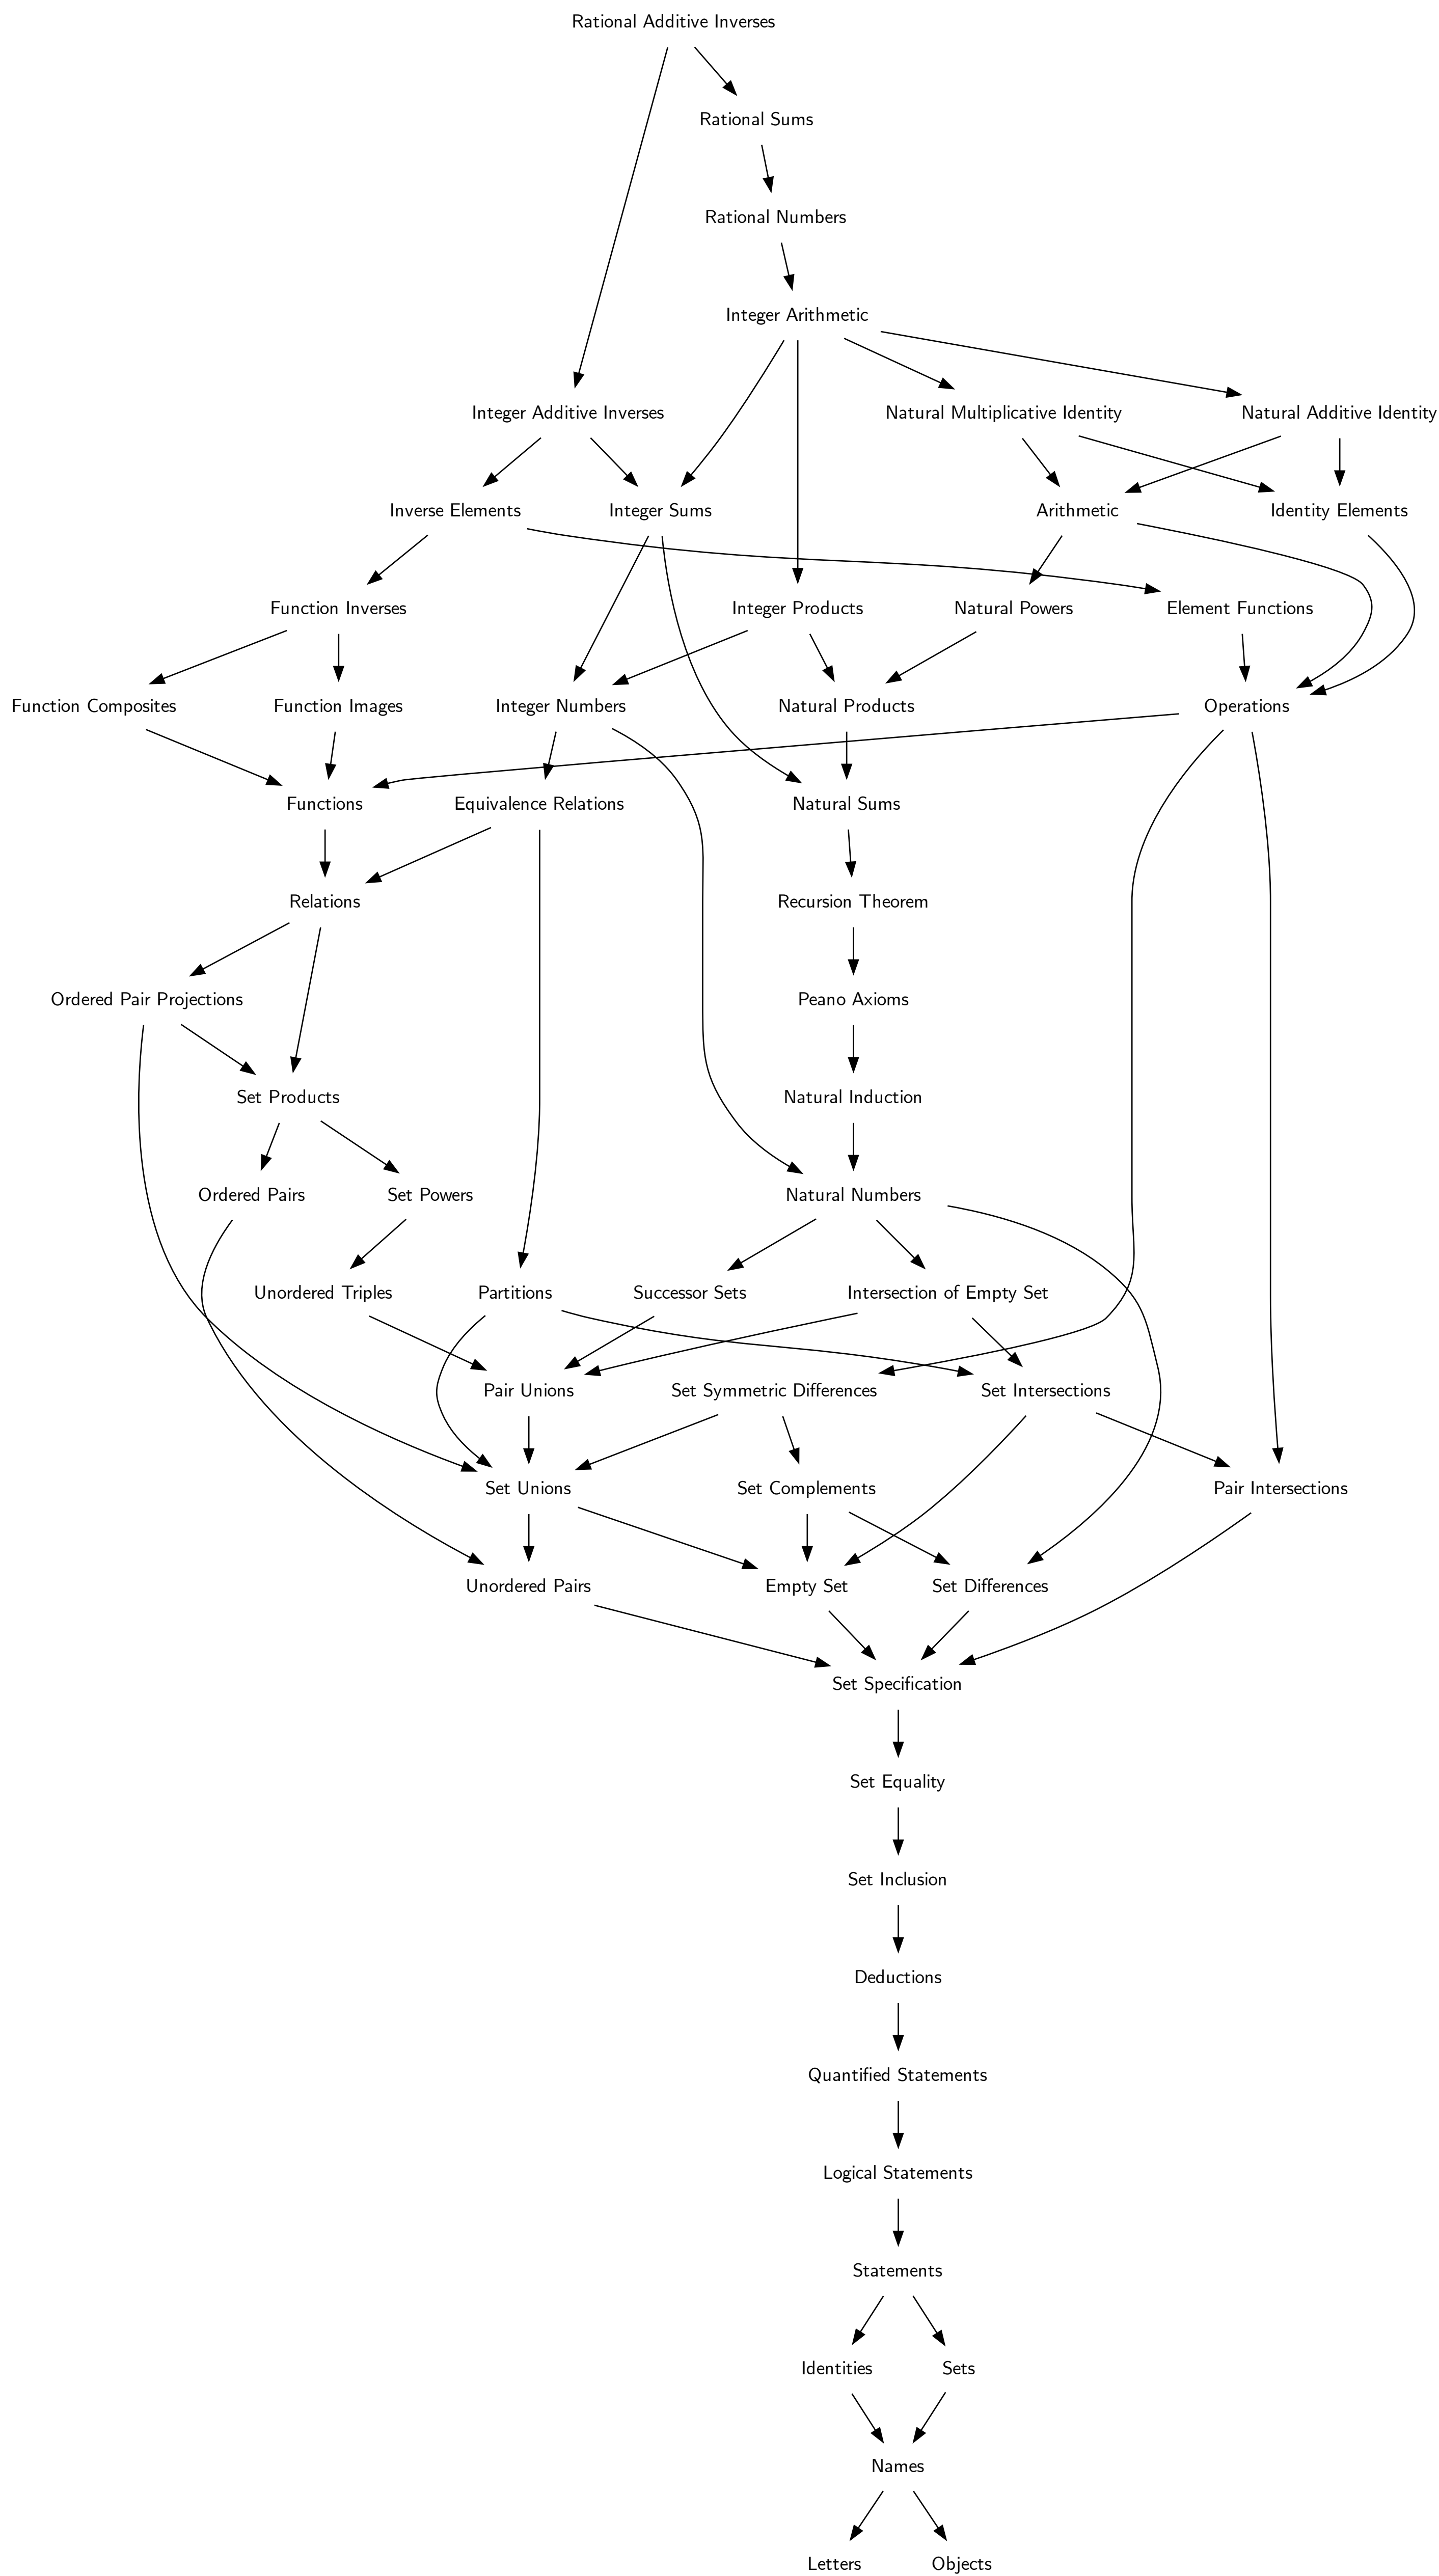 Rational Additive Inverses
Rational Sums
Rational Numbers
Integer Arithmetic
Integer Additive Inverses
Natural Multiplicative Identity
Natural Additive Identity
Inverse Elements
Integer Sums
Arithmetic
Identity Elements
Function Inverses
Integer Products
Natural Powers
Element Functions
Function Composites
Function Images
Integer Numbers
Natural Products
Operations
Functions
Equivalence Relations
Natural Sums
Relations
Recursion Theorem
Ordered Pair Projections
Peano Axioms
Set Products
Natural Induction
Ordered Pairs
Set Powers
Natural Numbers
Unordered Triples
Partitions
Successor Sets
Intersection of Empty Set
Pair Unions
Set Symmetric Differences
Set Intersections
Set Unions
Set Complements
Pair Intersections
Unordered Pairs
Empty Set
Set Differences
Set Specification
Set Equality
Set Inclusion
Deductions
Quantified Statements
Logical Statements
Statements
Identities
Sets
Names
Letters
Objects